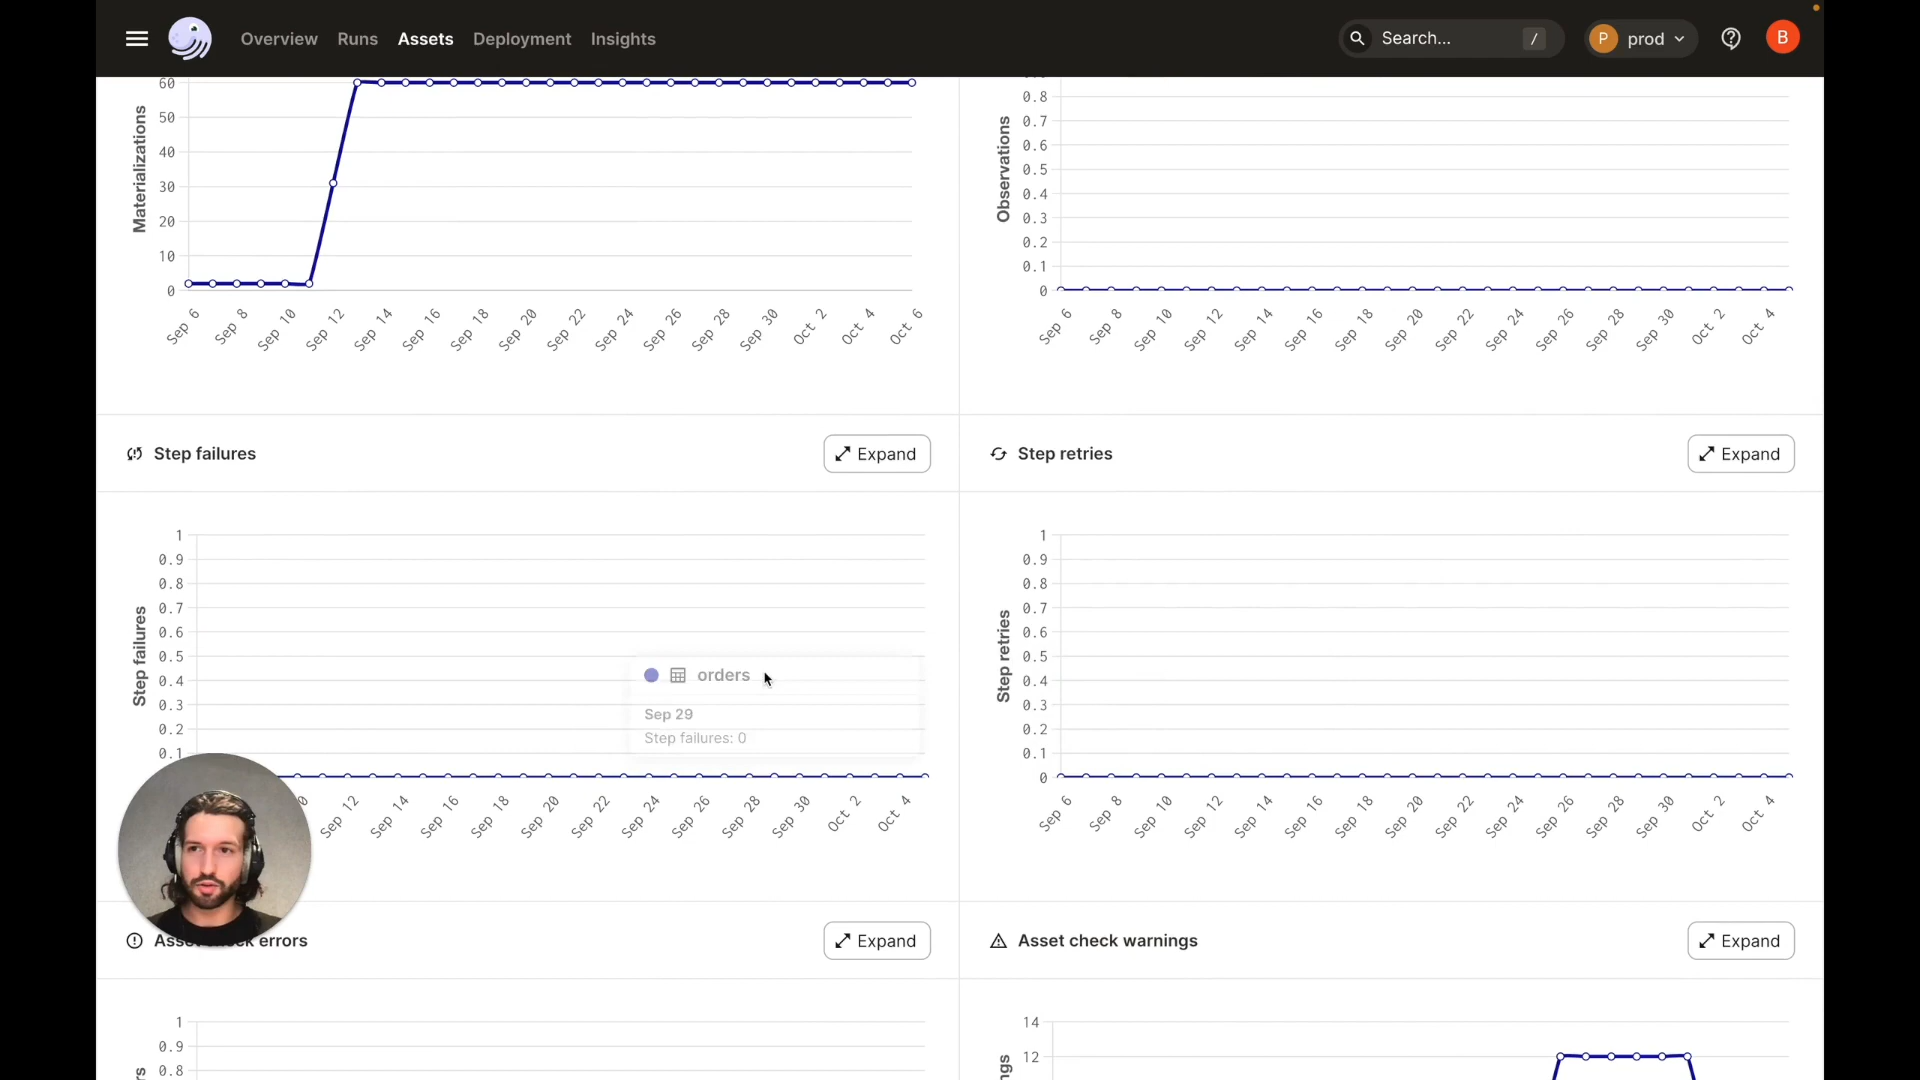 Overview Runs Assets Deployment Insights Search... / P prod B
Materializations
60
50
40
30
20
10
0
Sep 6 Sep 8 Sep 10 Sep 12 Sep 14 Sep 16 Sep 18 Sep 20 Sep 22 Sep 24 Sep 26 Sep 28 Sep 30 Oct 2 Oct 4 Oct 6
Observations
0.8
0.7
0.6
0.5
0.4
0.3
0.2
0.1
0
Sep 6 Sep 8 Sep 10 Sep 12 Sep 14 Sep 16 Sep 18 Sep 20 Sep 22 Sep 24 Sep 26 Sep 28 Sep 30 Oct 2 Oct 4
Step failures Expand
Step retries Expand
Step failures
1
0.9
0.8
0.7
0.6
0.5
0.4
0.3
0.2
0.1
orders
Sep 29
Step failures: 0
Sep 12 Sep 14 Sep 16 Sep 18 Sep 20 Sep 22 Sep 24 Sep 26 Sep 28 Sep 30 Oct 2 Oct 4
Step retries
1
0.9
0.8
0.7
0.6
0.5
0.4
0.3
0.2
0.1
0
Sep 6 Sep 8 Sep 10 Sep 12 Sep 14 Sep 16 Sep 18 Sep 20 Sep 22 Sep 24 Sep 26 Sep 28 Sep 30 Oct 2 Oct 4
errors Expand
Asset check warnings Expand
1
0.9
0.8
14
12